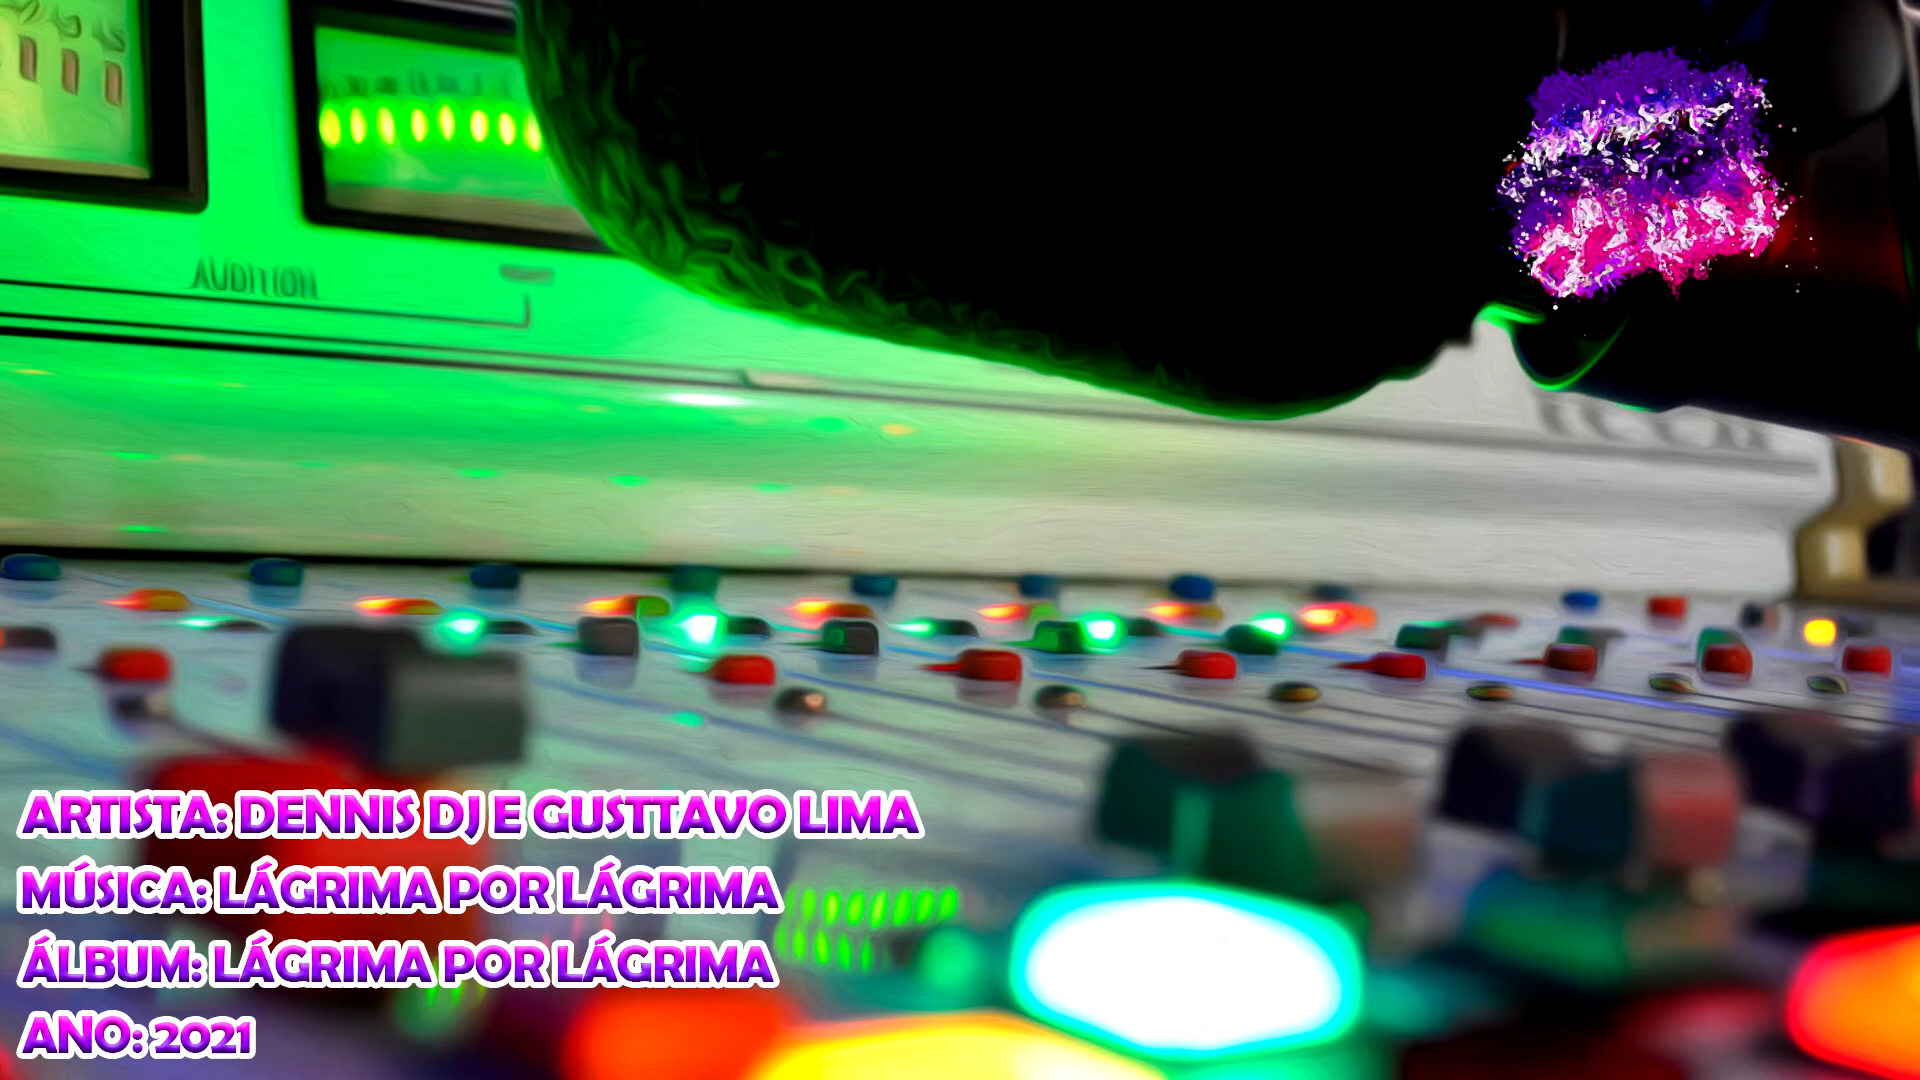 AUDITION
ARTISTA: DENNIS DJ E GUSTTAVO LIMA
MÚSICA: LÁGRIMA POR LÁGRIMA
ÁLBUM: LÁGRIMA POR LÁGRIMA
ANO: 2021